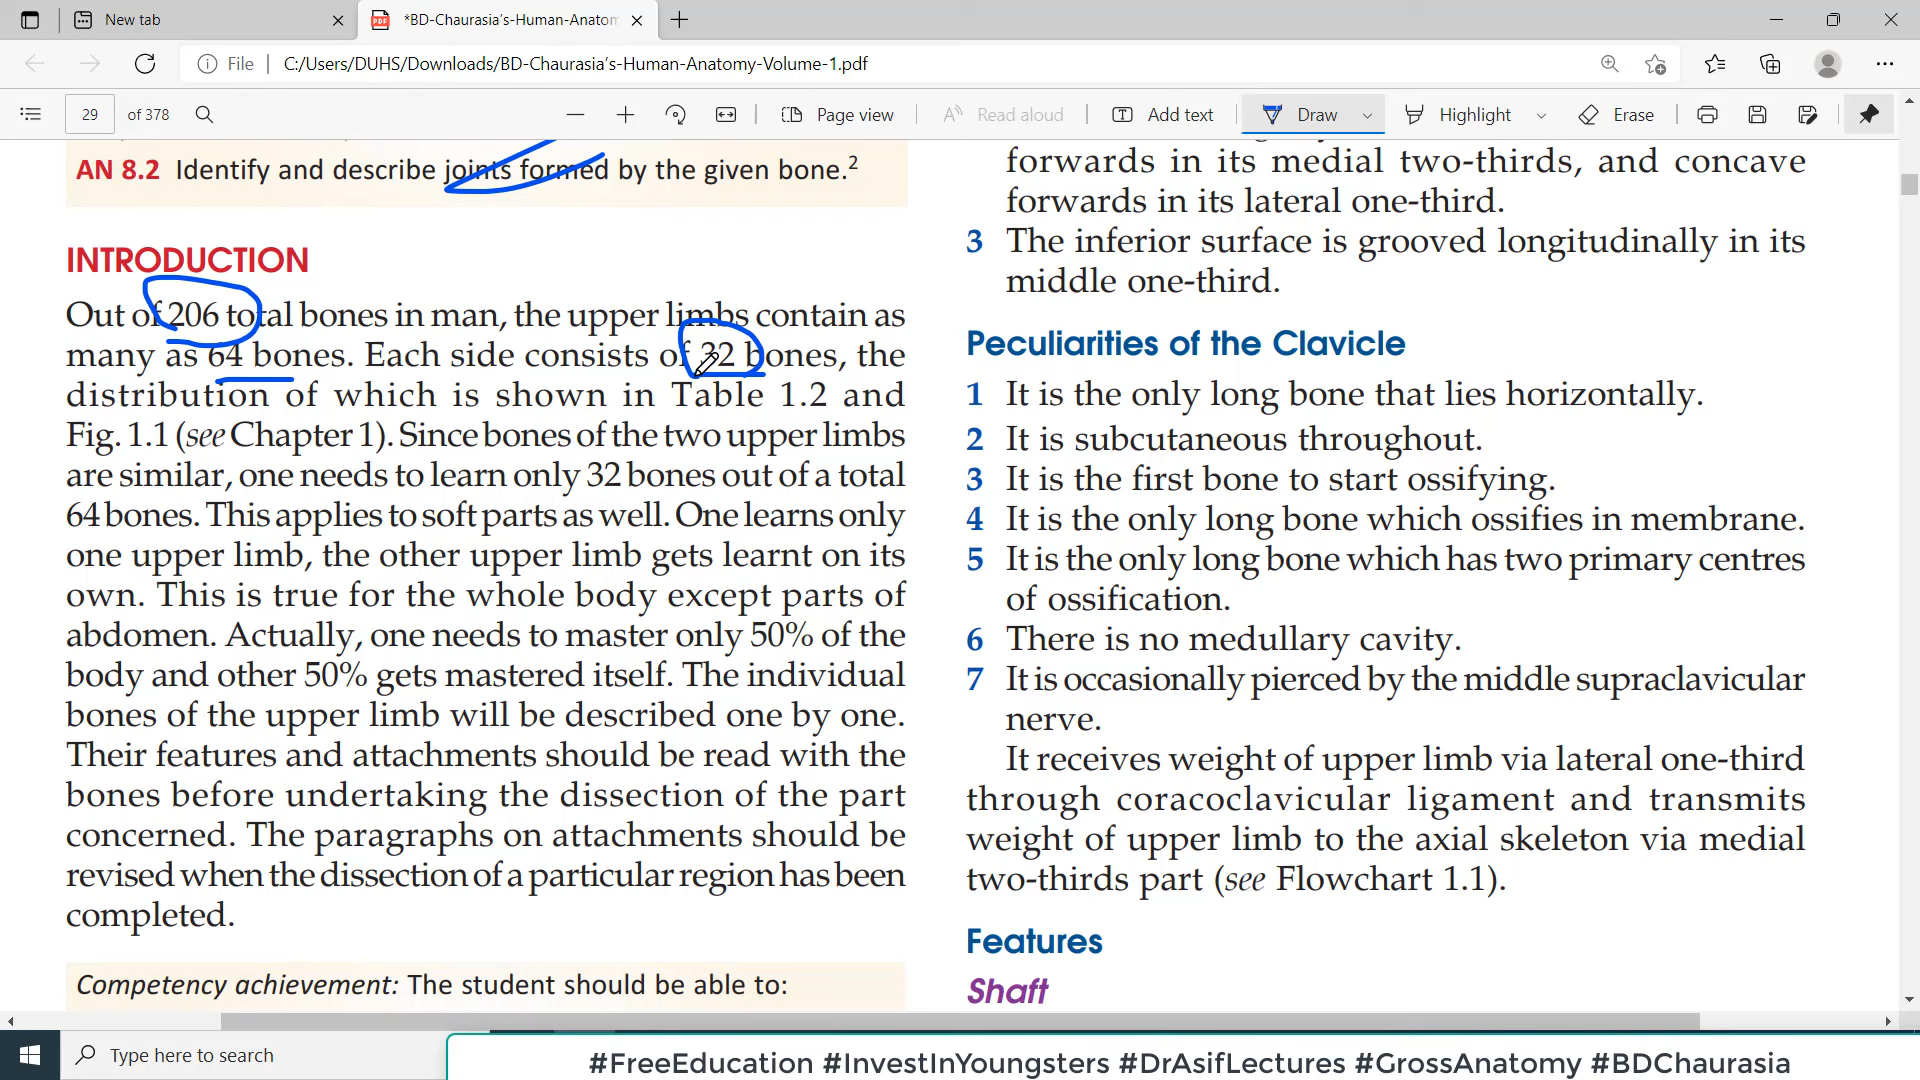 New tab
*BD-Chaurasia's-Human-Anatom
File
C:/Users/DUHS/Downloads/BD-Chaurasia's-Human-Anatomy-Volume-1.pdf
29 of 378
Page view
Read aloud
Add text
Draw
Highlight
Erase
AN 8.2 Identify and describe joints formed by the given bone.2
INTRODUCTION
Out of 206 total bones in man, the upper limbs contain as
many as 64 bones. Each side consists of 32 bones, the
distribution of which is shown in Table 1.2 and
Fig. 1.1 (see Chapter 1). Since bones of the two upper limbs
are similar, one needs to learn only 32 bones out of a total
64 bones. This applies to soft parts as well. One learns only
one upper limb, the other upper limb gets learnt on its
own. This is true for the whole body except parts of
abdomen. Actually, one needs to master only 50% of the
body and other 50% gets mastered itself. The individual
bones of the upper limb will be described one by one.
Their features and attachments should be read with the
bones before undertaking the dissection of the part
concerned. The paragraphs on attachments should be
revised when the dissection of a particular region has been
completed.
Competency achievement: The student should be able to:
forwards in its medial two-thirds, and concave
forwards in its lateral one-third.
3 The inferior surface is grooved longitudinally in its
middle one-third.
Peculiarities of the Clavicle
1 It is the only long bone that lies horizontally.
2 It is subcutaneous throughout.
3 It is the first bone to start ossifying.
4 It is the only long bone which ossifies in membrane.
5 It is the only long bone which has two primary centres
of ossification.
6 There is no medullary cavity.
7 It is occasionally pierced by the middle supraclavicular
nerve.
It receives weight of upper limb via lateral one-third
through coracoclavicular ligament and transmits
weight of upper limb to the axial skeleton via medial
two-thirds part (see Flowchart 1.1).
Features
Shaft
Type here to search
#FreeEducation #InvestInYoungsters #DrAsifLectures #GrossAnatomy #BDChaurasia